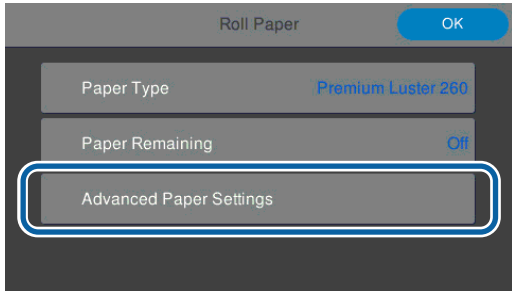 Roll Paper OK
Paper Type Premium Luster 260
Paper Remaining Off
Advanced Paper Settings